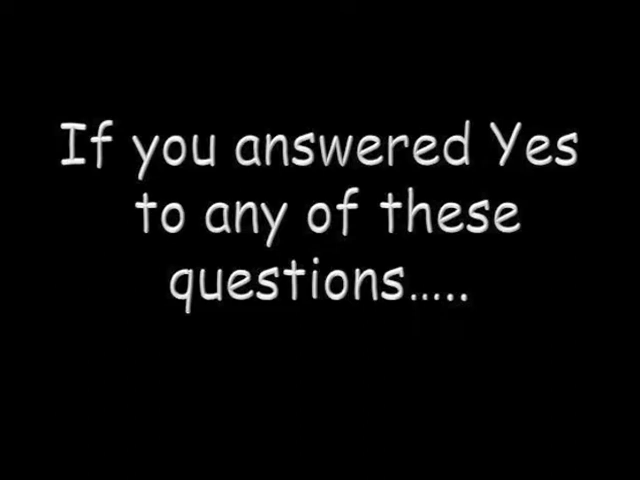 If you answered Yes
to any of these
questions.....